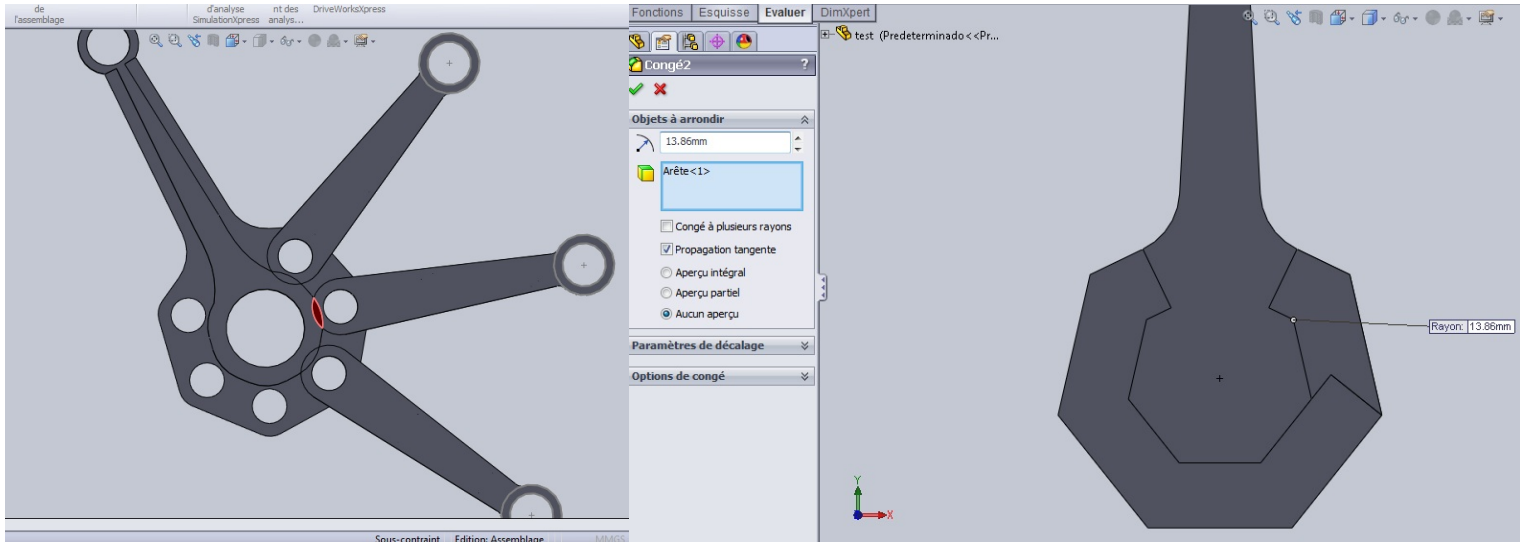 de
l'assemblage
d'analyse
SimulationXpress
nt des
analys...
DriveWorksXpress
Sous-contraint
Edition: Assemblage
MMGS
Fonctions
Esquisse
Evaluer
DimXpert
Congé2
?
Objets à arrondir
13.86mm
Arête<1>
Congé à plusieurs rayons
Propagation tangente
Aperçu intégral
Aperçu partiel
Aucun aperçu
Paramètres de décalage
Options de congé
test (Predeterminado<<Pr...
Rayon: 13.86mm
Y
X